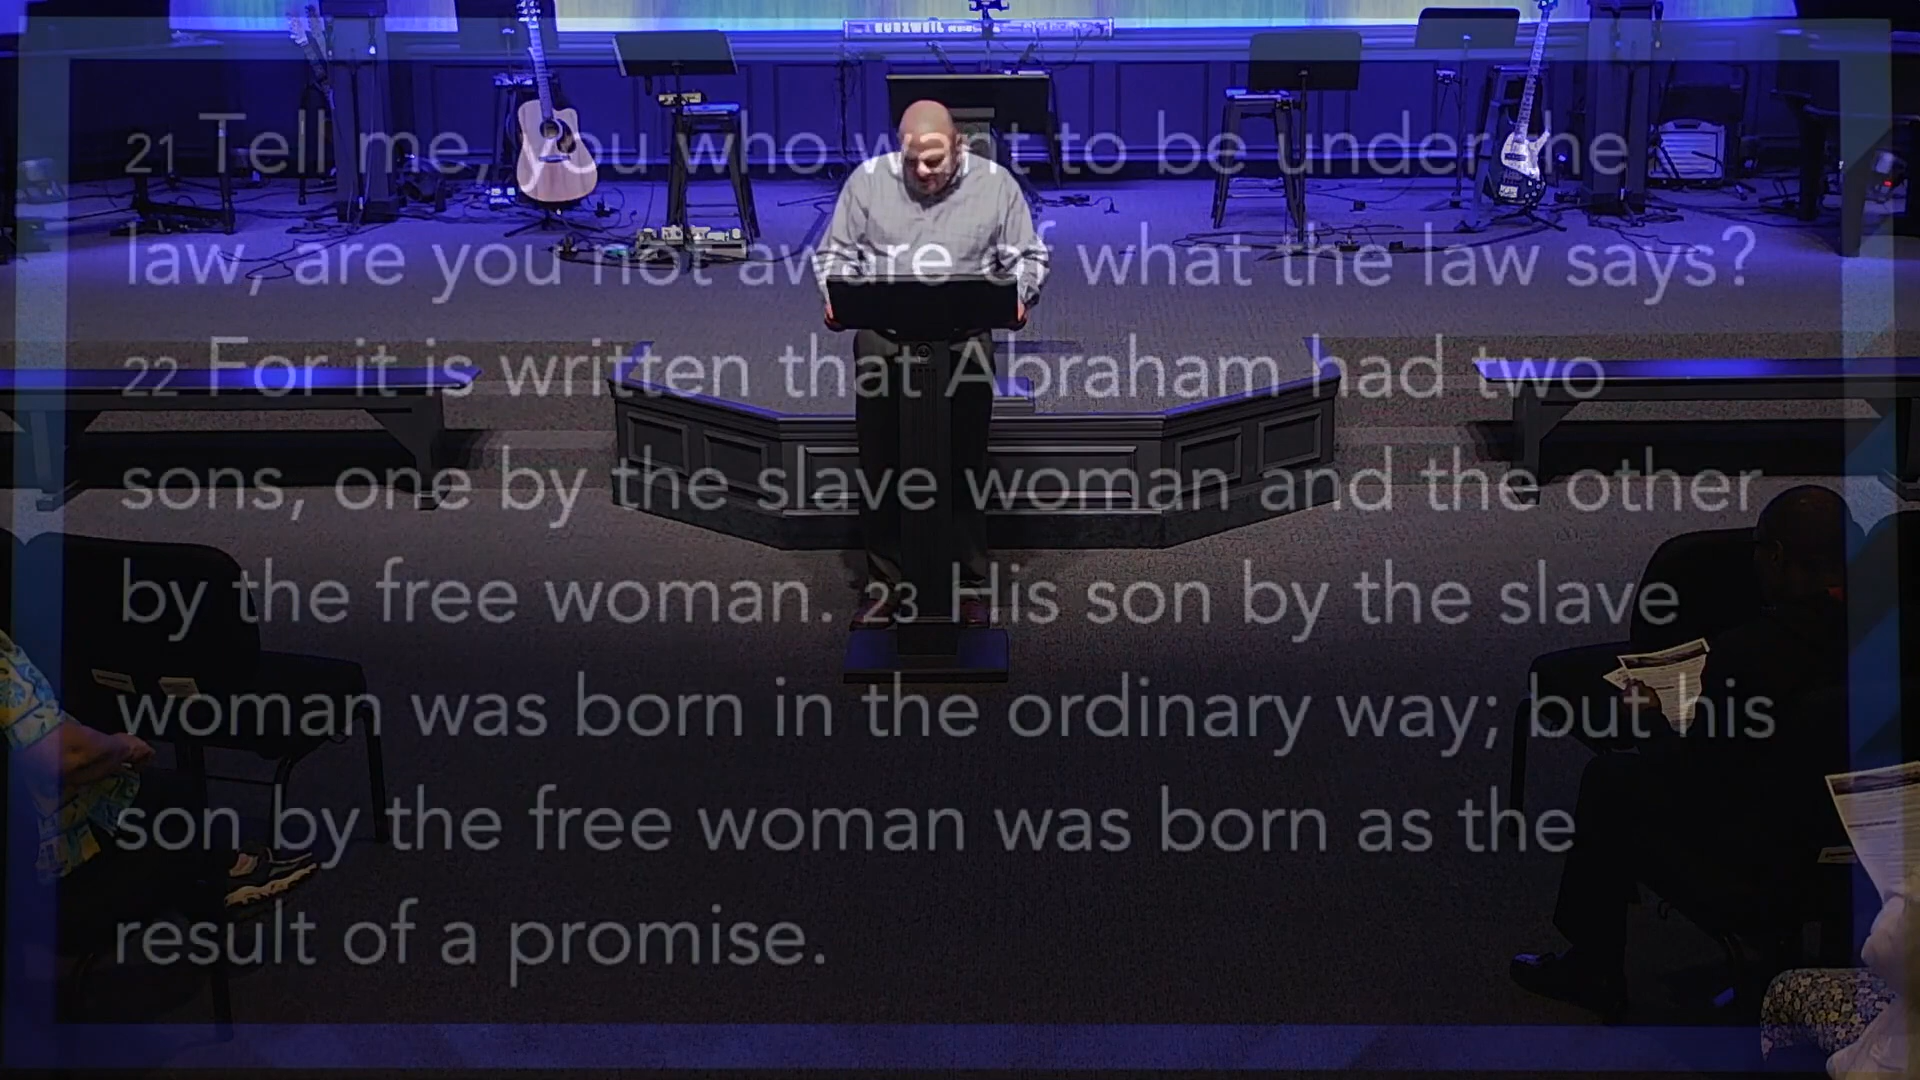 KURZWEIL
21 Tell me, you who want to be under the
law, are you not aware of what the law says?
22 For it is written that Abraham had two
sons, one by the slave woman and the other
by the free woman. 23 His son by the slave
woman was born in the ordinary way; but his
son by the free woman was born as the
result of a promise.